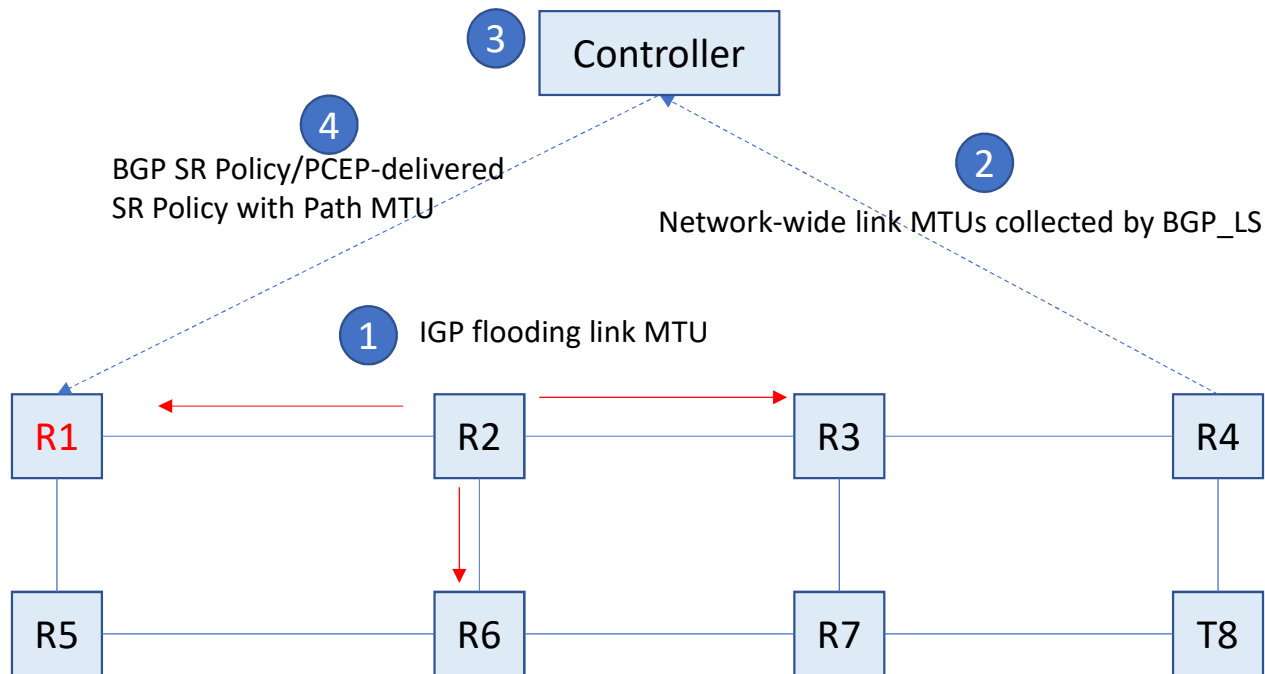 3
Controller
4
BGP SR Policy/PCEP-delivered
SR Policy with Path MTU
2
Network-wide link MTUs collected by BGP_LS
1
IGP flooding link MTU
R1
R2
R3
R4
R5
R6
R7
T8